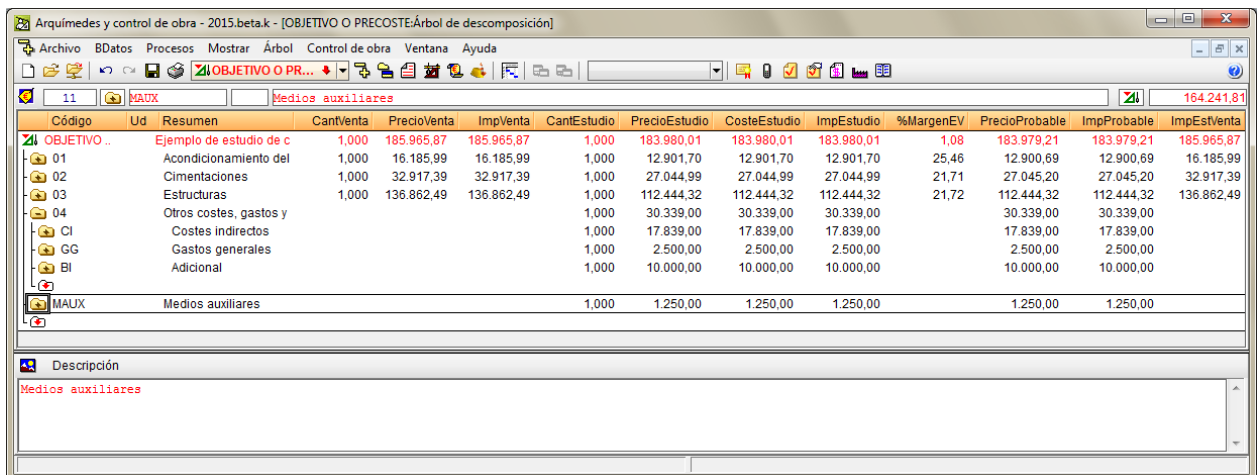 Arquímedes y control de obra - 2015.beta.k - [OBJETIVO O PRECOSTE:Árbol de descomposición]
Archivo BDatos Procesos Mostrar Árbol Control de obra Ventana Ayuda
OBJETIVO O PR...
11 MAUX Medios auxiliares 164.241,81
Código Ud Resumen CantVenta PrecioVenta ImpVenta CantEstudio PrecioEstudio CosteEstudio ImpEstudio %MargenEV PrecioProbable ImpProbable ImpEstVenta
OBJETIVO .. Ejemplo de estudio de c 1,000 185.965,87 185.965,87 1,000 183.980,01 183.980,01 183.980,01 1,08 183.979,21 183.979,21 185.965,87
01 Acondicionamiento del 1,000 16.185,99 16.185,99 1,000 12.901,70 12.901,70 12.901,70 25,46 12.900,69 12.900,69 16.185,99
02 Cimentaciones 1,000 32.917,39 32.917,39 1,000 27.044,99 27.044,99 27.044,99 21,71 27.045,20 27.045,20 32.917,39
03 Estructuras 1,000 136.862,49 136.862,49 1,000 112.444,32 112.444,32 112.444,32 21,72 112.444,32 112.444,32 136.862,49
04 Otros costes, gastos y 1,000 30.339,00 30.339,00 30.339,00 30.339,00 30.339,00
CI Costes indirectos 1,000 17.839,00 17.839,00 17.839,00 17.839,00 17.839,00
GG Gastos generales 1,000 2.500,00 2.500,00 2.500,00 2.500,00 2.500,00
BI Adicional 1,000 10.000,00 10.000,00 10.000,00 10.000,00 10.000,00
MAUX Medios auxiliares 1,000 1.250,00 1.250,00 1.250,00 1.250,00 1.250,00
Descripción
Medios auxiliares